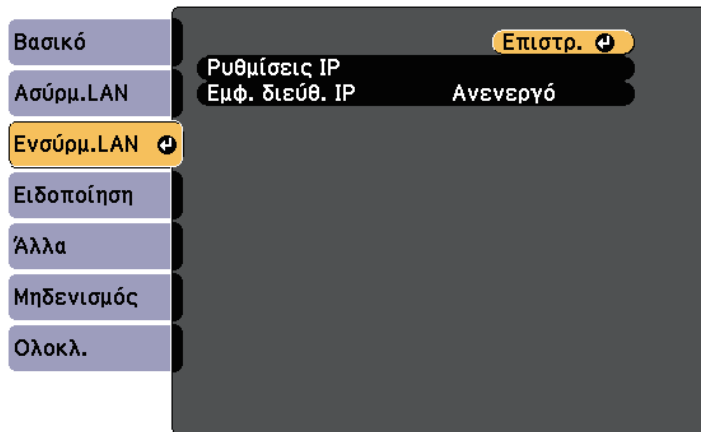 Βασικό
Ασύρμ.LAN
Ενσύρμ.LAN
Ειδοποίηση
Άλλα
Μηδενισμός
Ολοκλ.
Επιστρ.
Ρυθμίσεις IP
Εμφ. διεύθ. IP Ανενεργό